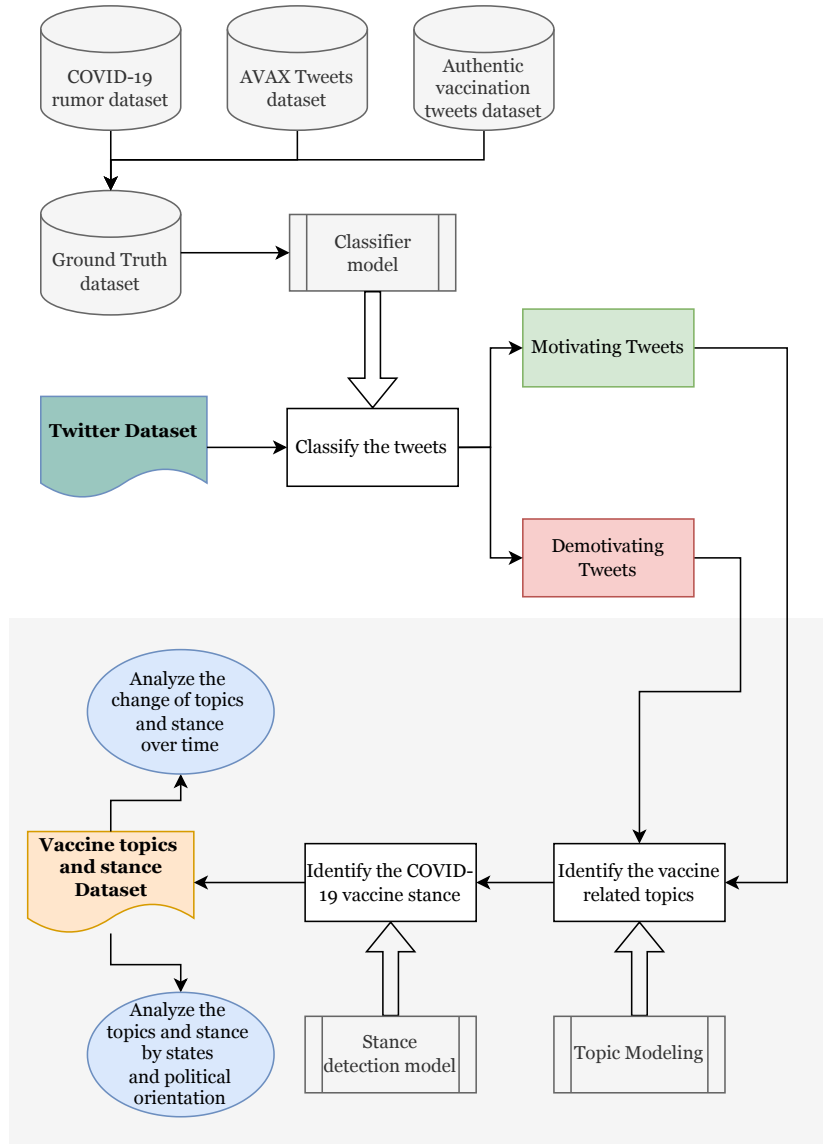 COVID-19
rumor dataset
AVAX Tweets
dataset
Authentic
vaccination
tweets dataset
Ground Truth
dataset
Classifier
model
Motivating Tweets
Twitter Dataset
Classify the tweets
Demotivating
Tweets
Analyze the
change of topics
and stance
over time
Vaccine topics
and stance
Dataset
Identify the COVID-
19 vaccine stance
Identify the vaccine
related topics
Analyze the
topics and stance
by states
and political
orientation
Stance
detection model
Topic Modeling